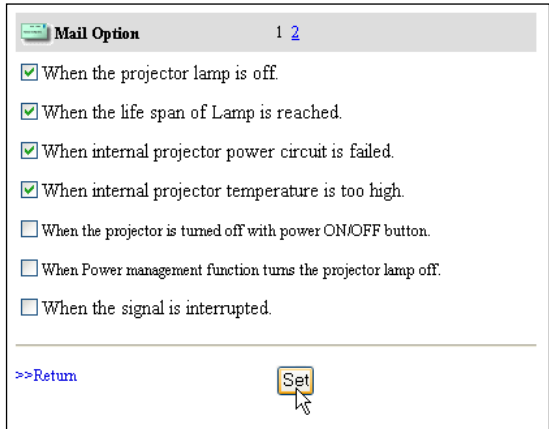 Mail Option 1 2
When the projector lamp is off.
When the life span of Lamp is reached.
When internal projector power circuit is failed.
When internal projector temperature is too high.
When the projector is turned off with power ON/OFF button.
When Power management function turns the projector lamp off.
When the signal is interrupted.
>>Return Set